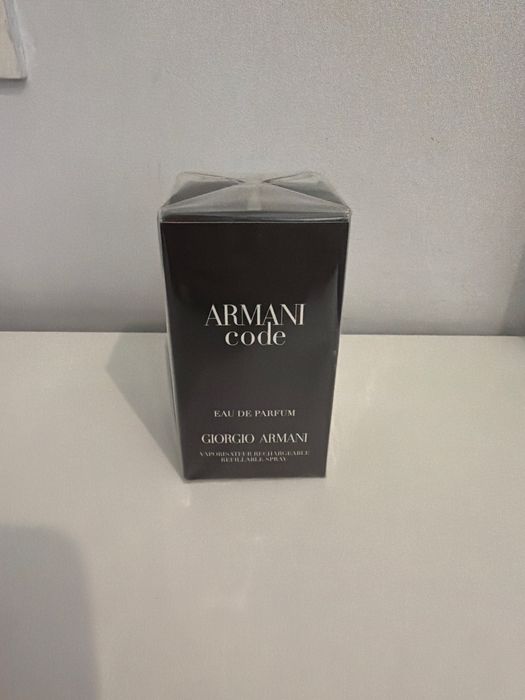 ARMANI
code
EAU DE PARFUM
GIORGIO ARMANI
VAPORISATEUR RECHARGEABLE
REFILLABLE SPRAY